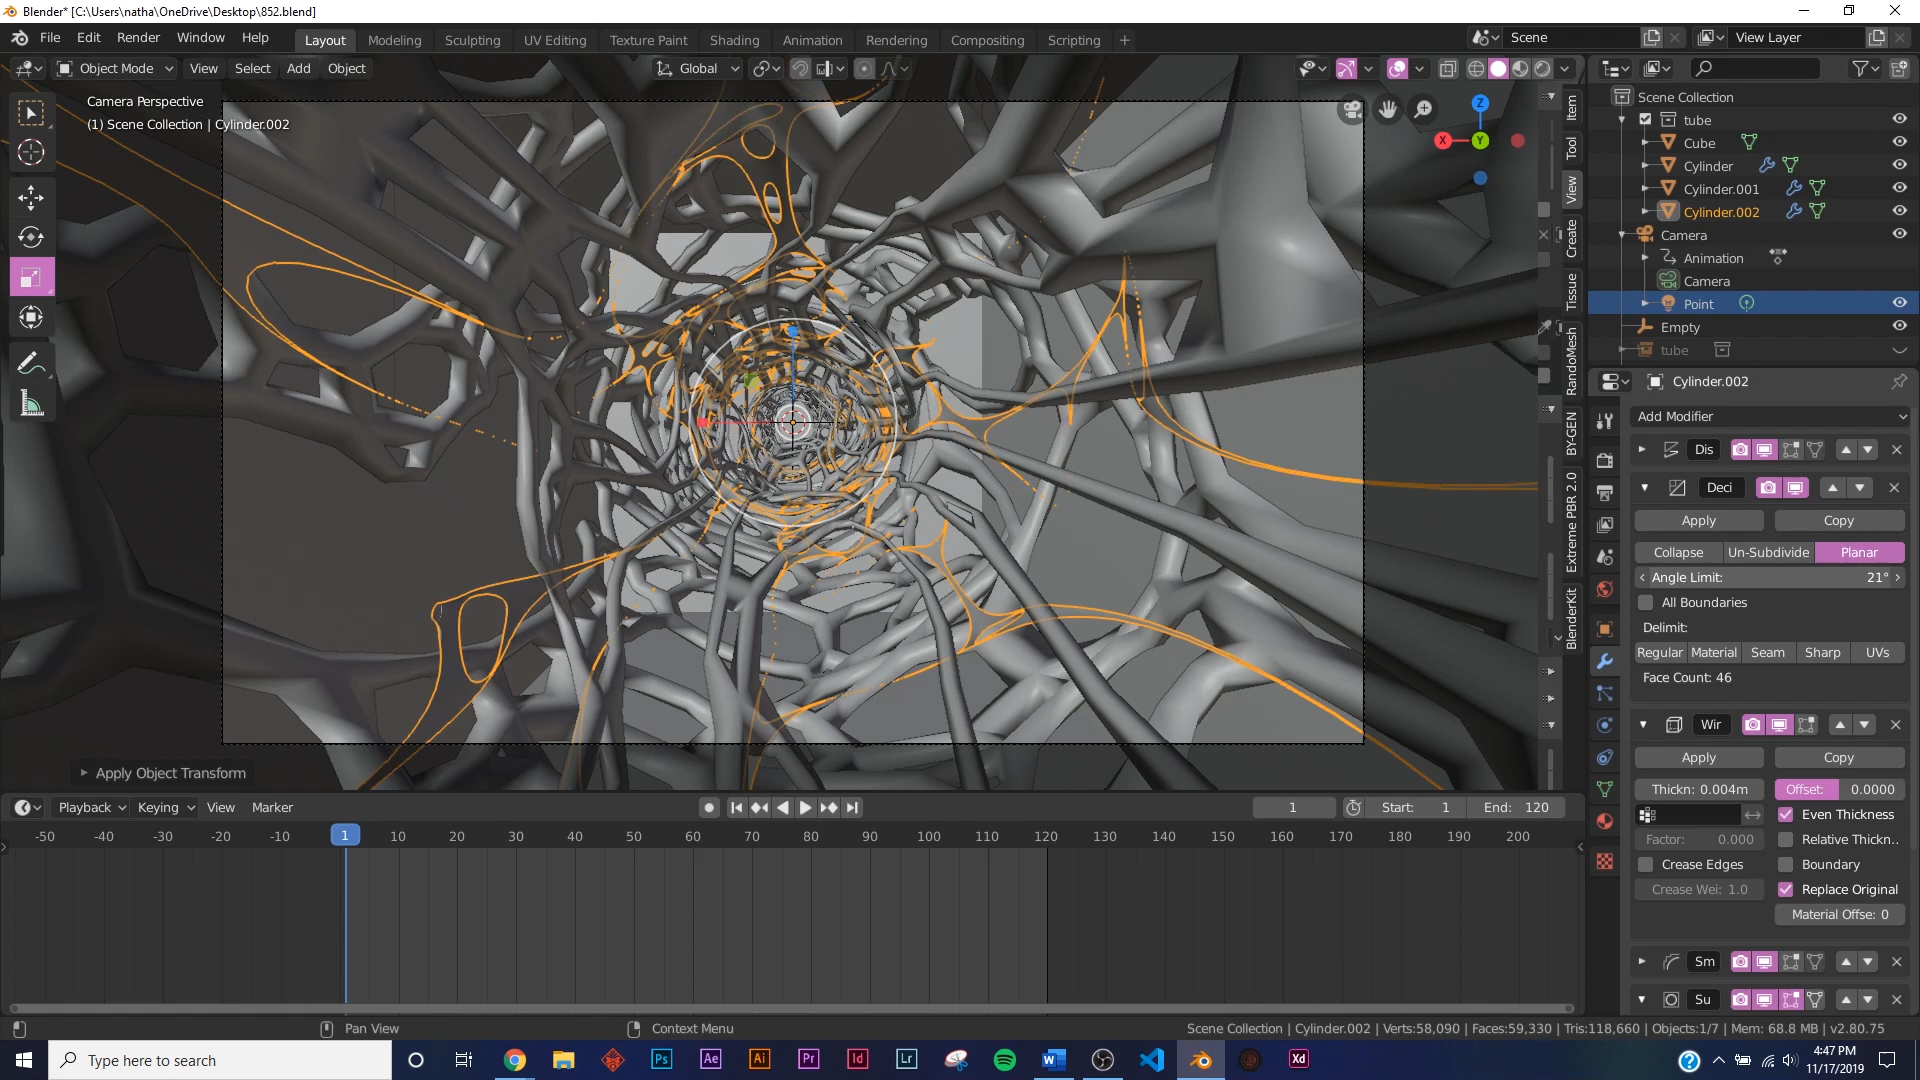 Blender* [C:\Users\natha\OneDrive\Desktop\852.blend]
File Edit Render Window Help
Layout Modeling Sculpting UV Editing Texture Paint Shading Animation Rendering Compositing Scripting +
Scene
View Layer
Object Mode View Select Add Object
Global
Camera Perspective
(1) Scene Collection | Cylinder.002
Z
X
Y
Item
Tool
View
Create
Tissue
RandoMesh
BY-GEN
Extreme PBR 2.0
BlenderKit
Scene Collection
tube
Cube
Cylinder
Cylinder.001
Cylinder.002
Camera
Animation
Camera
Point
Empty
tube
Cylinder.002
Add Modifier
Dis
Deci
Apply Copy
Collapse Un-Subdivide Planar
Angle Limit: 21°
All Boundaries
Delimit:
Regular Material Seam Sharp UVs
Face Count: 46
Wir
Apply Copy
Thickn: 0.004m Offset: 0.0000
Even Thickness
Factor: 0.000 Relative Thickn..
Crease Edges Boundary
Crease Wei: 1.0 Replace Original
Material Offse: 0
Sm
Su
Apply Object Transform
Playback Keying View Marker
1 Start: 1 End: 120
-50 -40 -30 -20 -10 1 10 20 30 40 50 60 70 80 90 100 110 120 130 140 150 160 170 180 190 200
Pan View
Context Menu
Scene Collection | Cylinder.002 | Verts:58,090 | Faces:59,330 | Tris:118,660 | Objects:1/7 | Mem: 68.8 MB | v2.80.75
Type here to search
Ps
Ae
Ai
Pr
Id
Lr
W
Xd
4:47 PM
11/17/2019